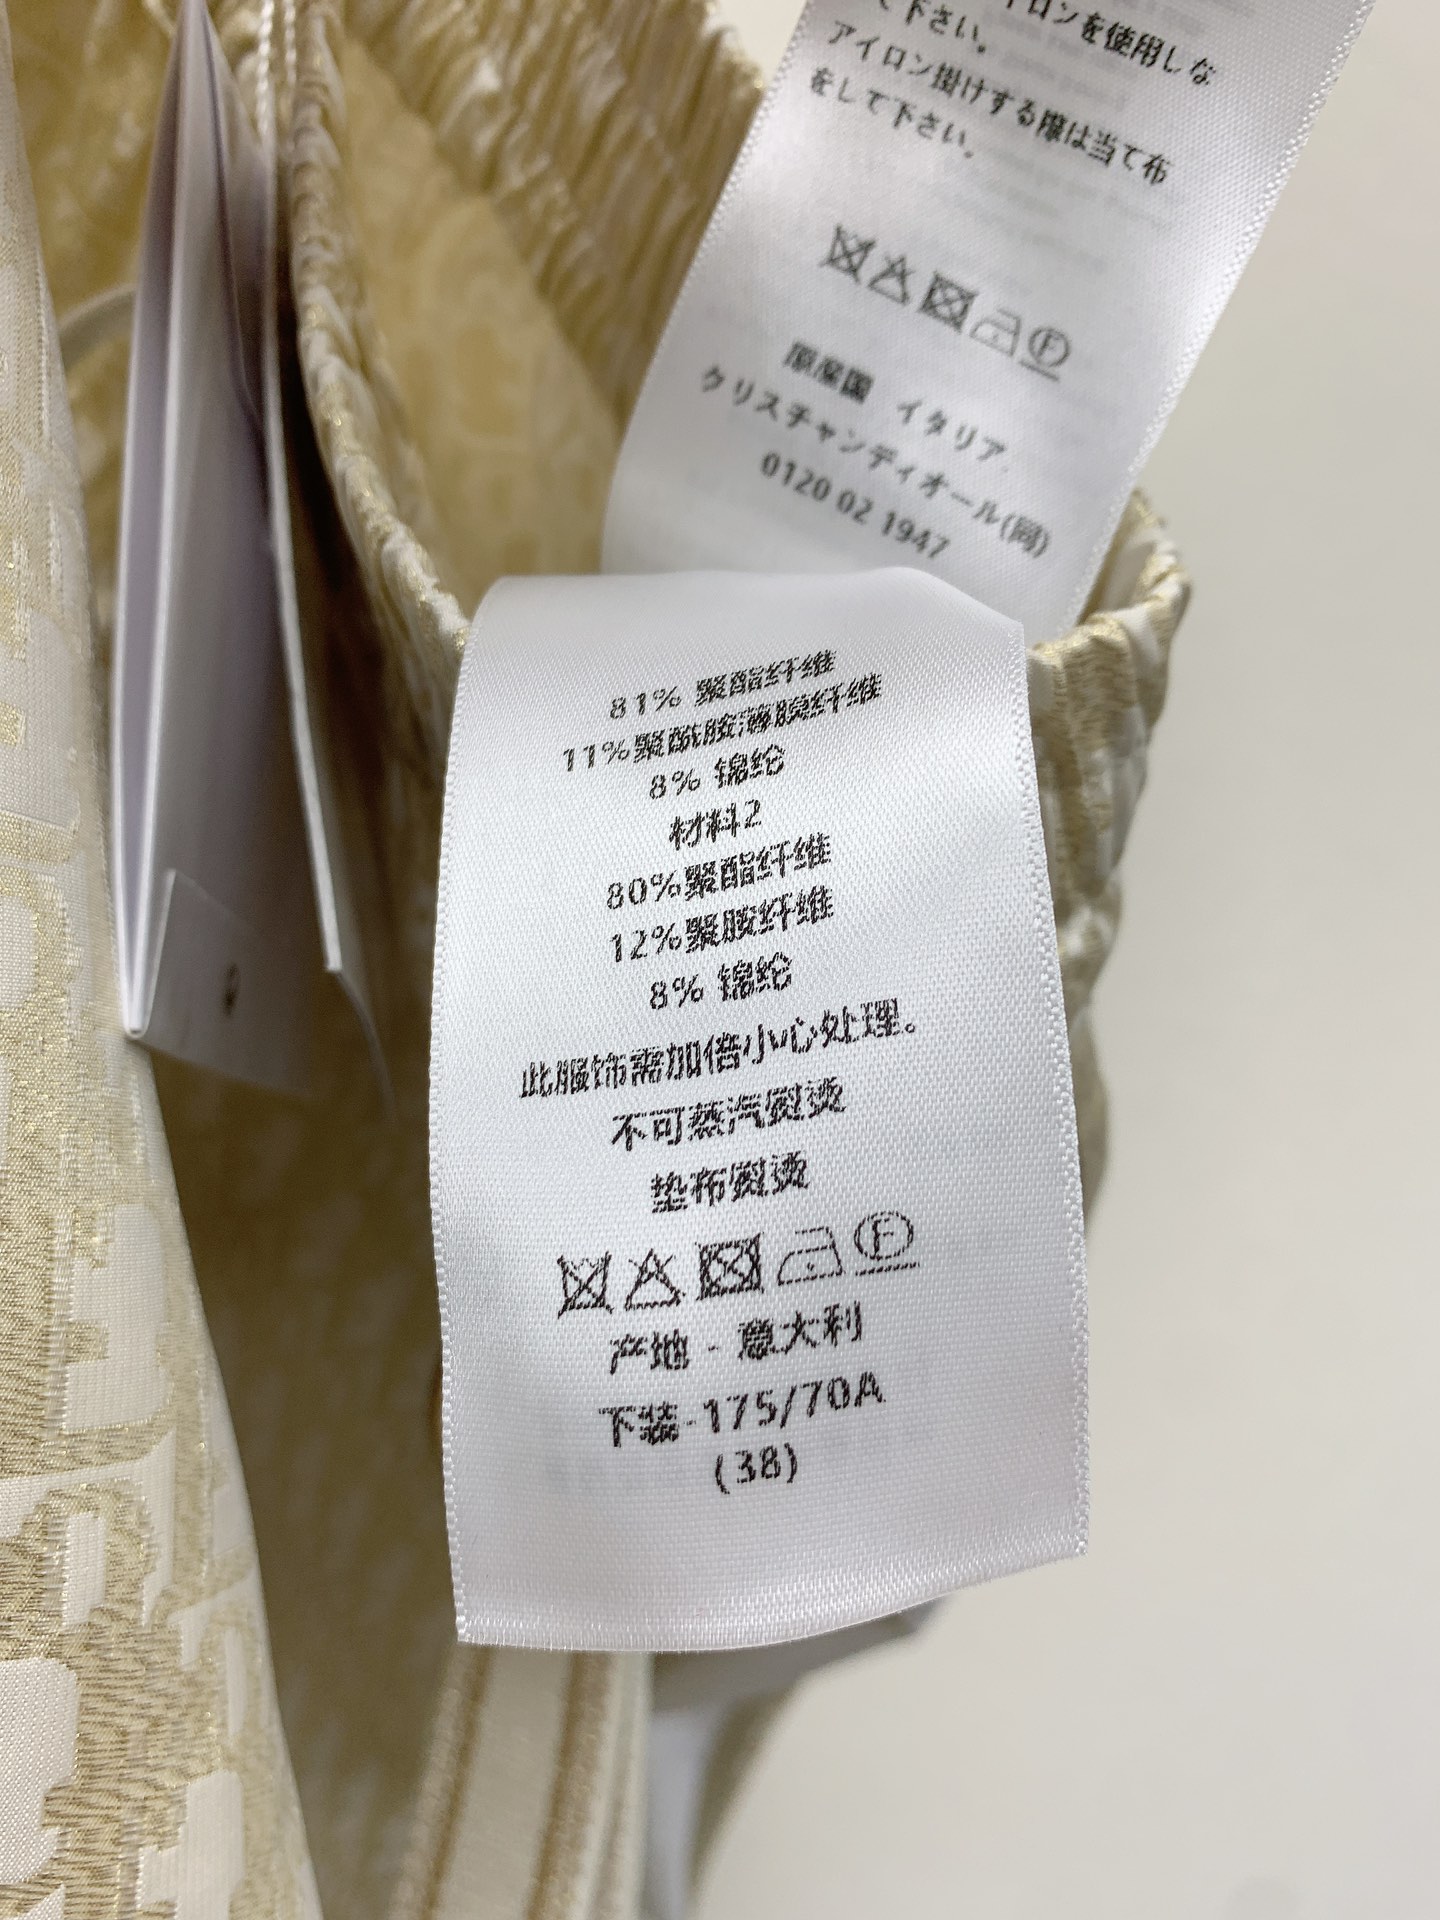 イロンを使用しな
て下さい。
アイロン掛けする際は当て布
をして下さい。
F
原産国 イタリア
クリスチャンディオール(同)
0120 02 1947
81% 聚酯纤维
11%聚酰胺薄膜纤维
8% 锦纶
材料2
80%聚酯纤维
12%聚胺纤维
8% 锦纶
此服饰需加倍小心处理。
不可蒸汽熨烫
垫布熨烫
F
产地 - 意大利
下装-175/70A
(38)